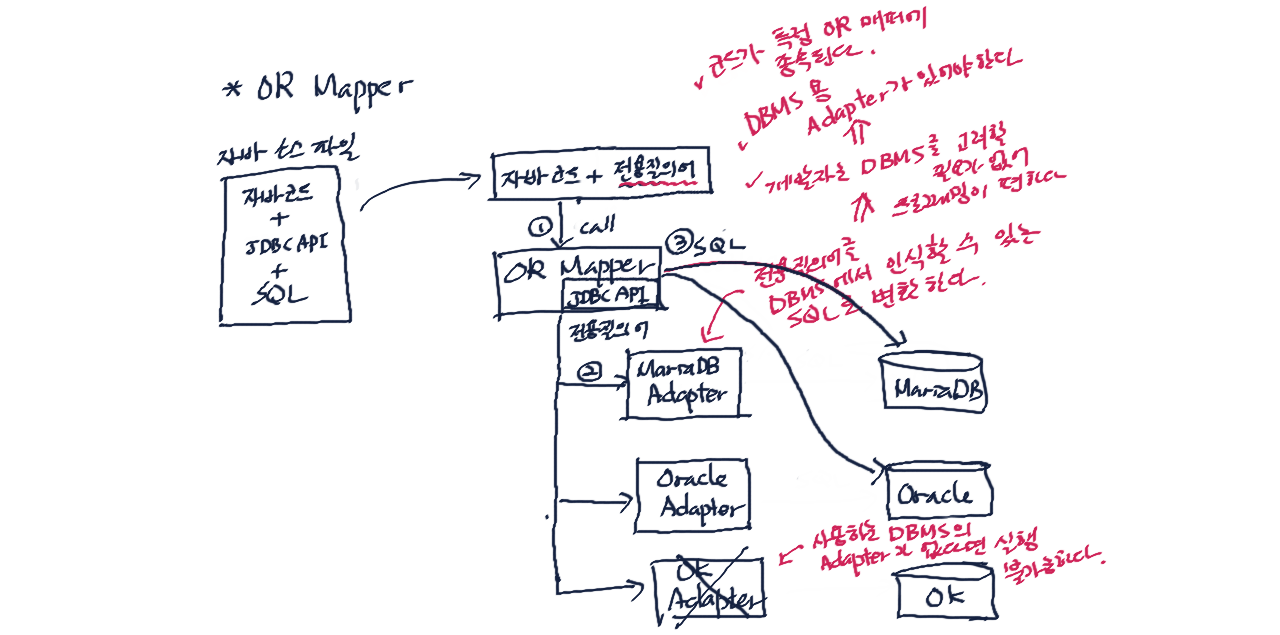 * OR Mapper
자바 소스 파일
자바코드
+
JDBC API
+
SQL
자바코드 + 전용질의어
① call
OR Mapper
JDBC API
전용질의어
②
MariaDB
Adapter
Oracle
Adapter
OK
Adapter
③ SQL
MariaDB
Oracle
OK
✓ 코드가 특정 OR 매퍼에
종속된다.
✓ DBMS 용
Adapter가 있어야 한다
✓ 개발자는 DBMS를 고려할
필요가 없어
프로그래밍이 편하다
전용질의어를
DBMS에서 인식할 수 있는
SQL로 변환한다.
사용하는 DBMS의
Adapter가 없다면 실행
불가능하다.